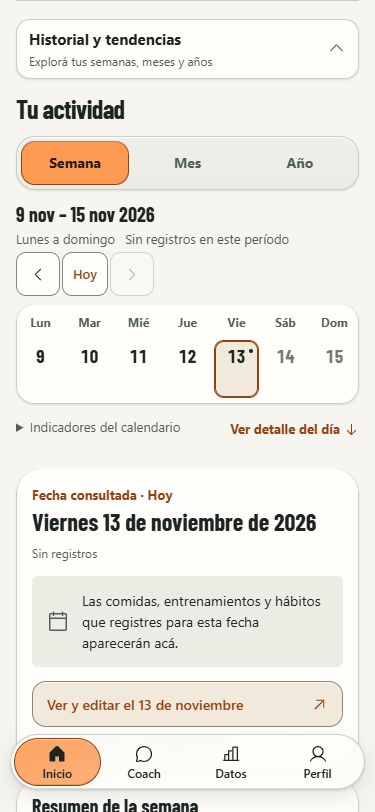 Historial y tendencias
Explorá tus semanas, meses y años
Tu actividad
Semana Mes Año
9 nov – 15 nov 2026
Lunes a domingo Sin registros en este período
Hoy
Lun Mar Mié Jue Vie Sáb Dom
9 10 11 12 13 14 15
Indicadores del calendario Ver detalle del día ↓
Fecha consultada · Hoy
Viernes 13 de noviembre de 2026
Sin registros
Las comidas, entrenamientos y hábitos
que registres para esta fecha
aparecerán acá.
Ver y editar el 13 de noviembre
Inicio Coach Datos Perfil
Resumen de la semana